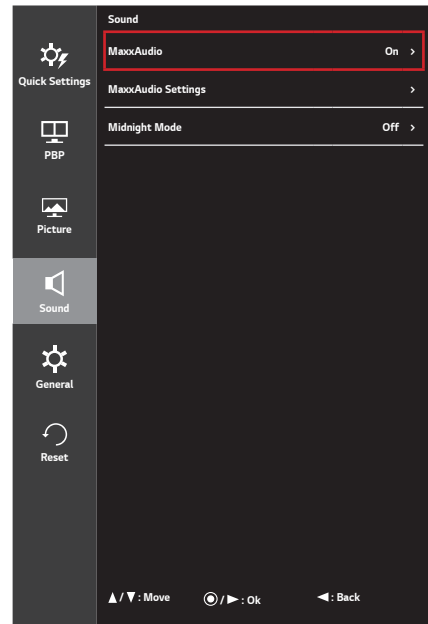 Sound
MaxxAudio On >
MaxxAudio Settings >
Midnight Mode Off >
Quick Settings
PBP
Picture
Sound
General
Reset
▲/▼: Move ◉/►: Ok ◄: Back